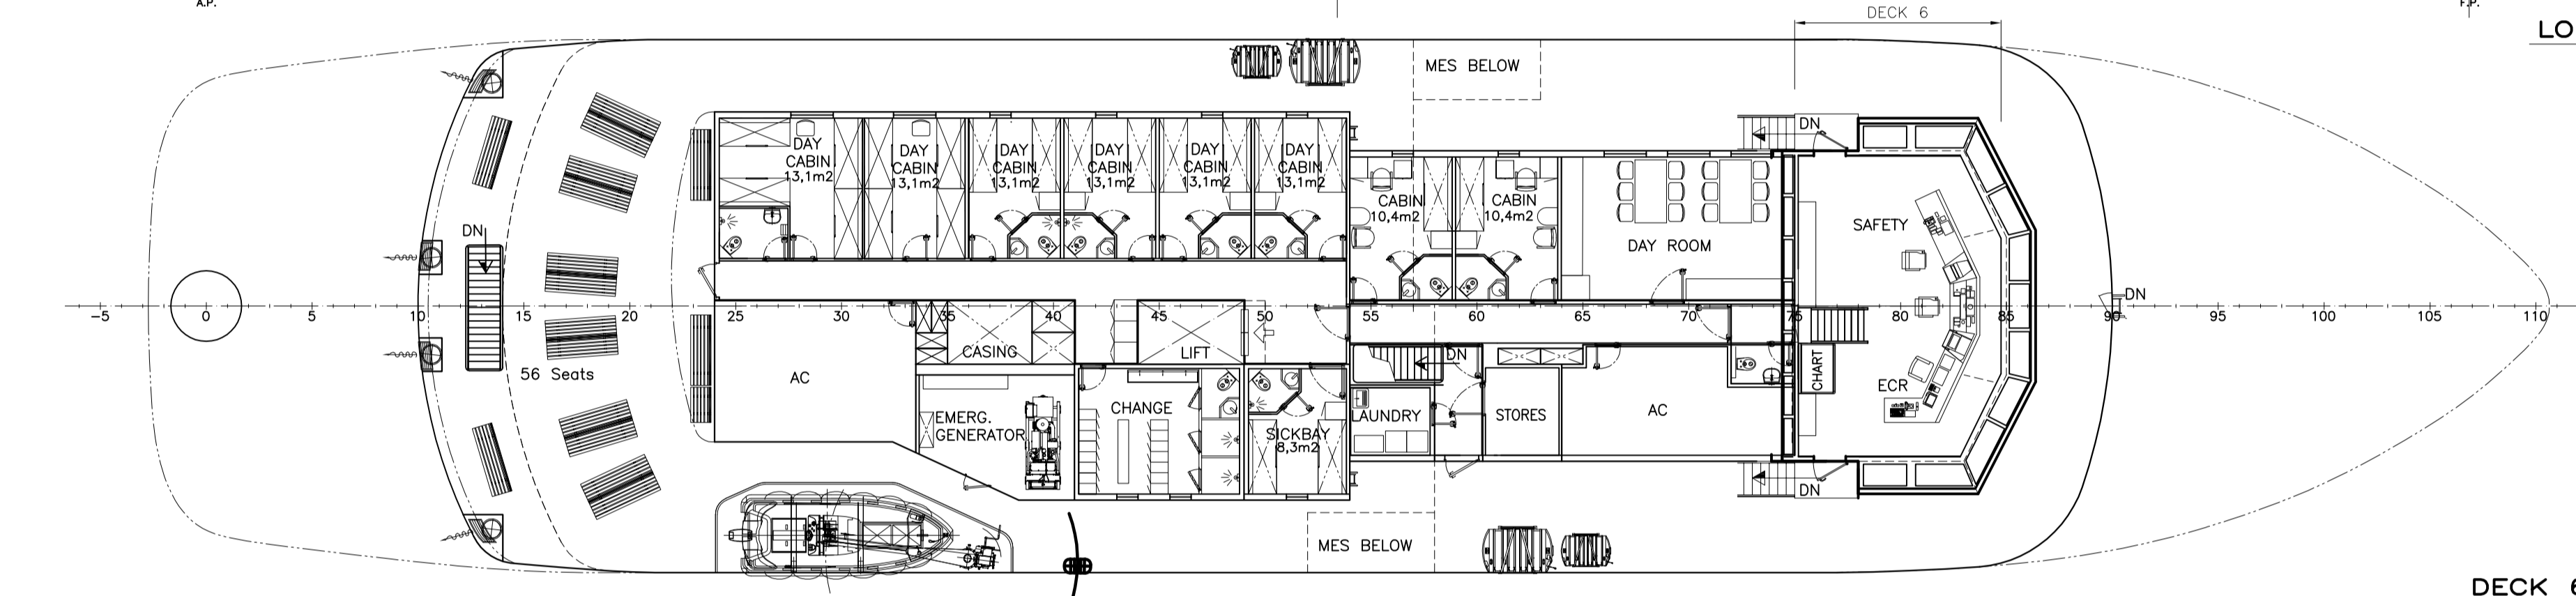 A.P.
F.P.
DECK 6
LO
MES BELOW
DN
DAY
CABIN
13,1m2
DAY
CABIN
13,1m2
DAY
CABIN
13,1m2
DAY
CABIN
13,1m2
DAY
CABIN
13,1m2
DAY
CABIN
13,1m2
CABIN
10,4m2
CABIN
10,4m2
DAY ROOM
SAFETY
DN
DN
-5 0 5 10 15 20 25 30 35 40 45 50 55 60 65 70 75 80 85 90 95 100 105 110
CASING
LIFT
DN
56 Seats
AC
CHART
ECR
EMERG.
GENERATOR
CHANGE
SICKBAY
8,3m2
LAUNDRY
STORES
AC
DN
MES BELOW
DECK 6